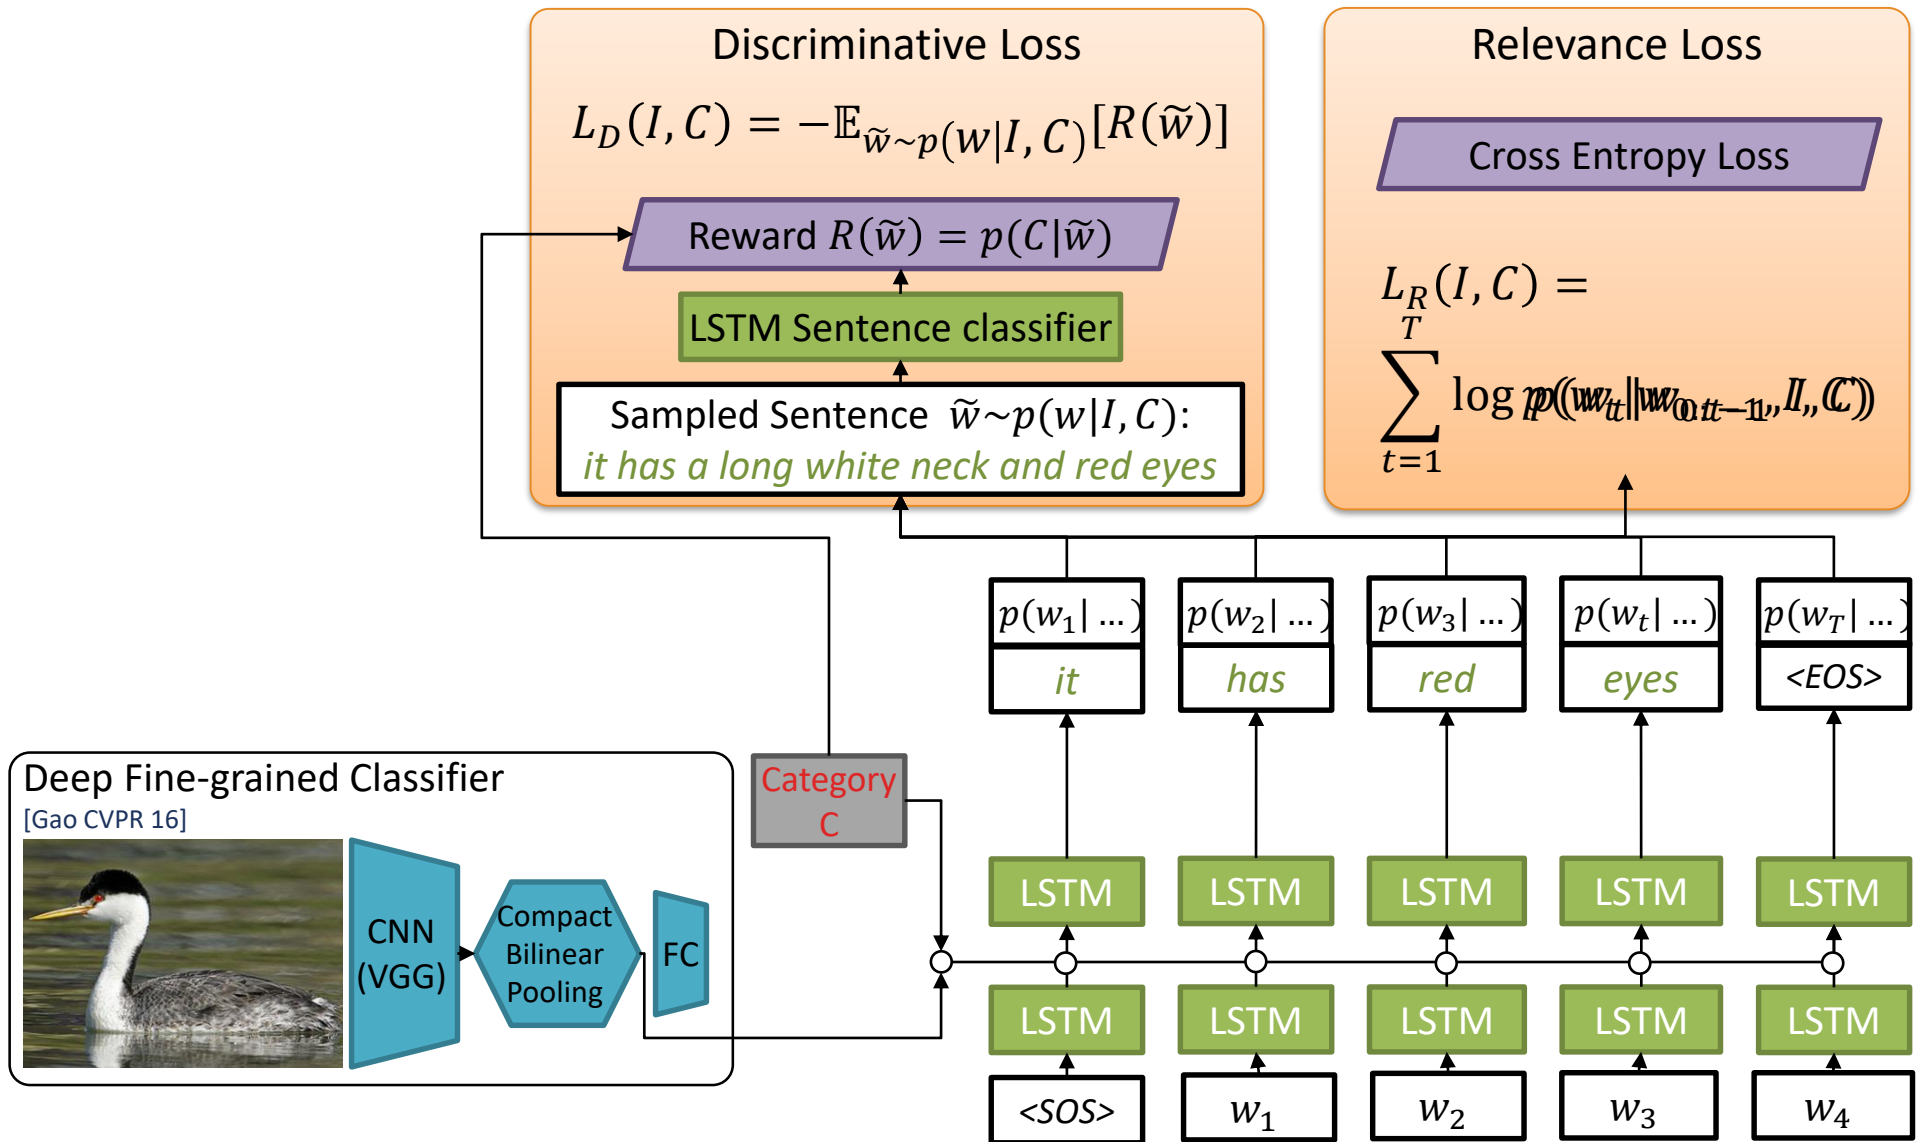 Discriminative Loss
L_D(I, C) = −𝔼_{w̃~p(w|I, C)}[R(w̃)]
Reward R(w̃) = p(C|w̃)
LSTM Sentence classifier
Sampled Sentence w̃~p(w|I, C):
it has a long white neck and red eyes
Relevance Loss
Cross Entropy Loss
L_R(I, C) =
T
∑ log p(w_t|w_{0:t−1}, I, C)
t=1
p(w_1| …) p(w_2| …) p(w_3| …) p(w_t| …) p(w_T| …)
it has red eyes <EOS>
Deep Fine-grained Classifier
[Gao CVPR 16]
Category
C
CNN
(VGG)
Compact
Bilinear
Pooling
FC
LSTM LSTM LSTM LSTM LSTM
LSTM LSTM LSTM LSTM LSTM
<SOS> w_1 w_2 w_3 w_4